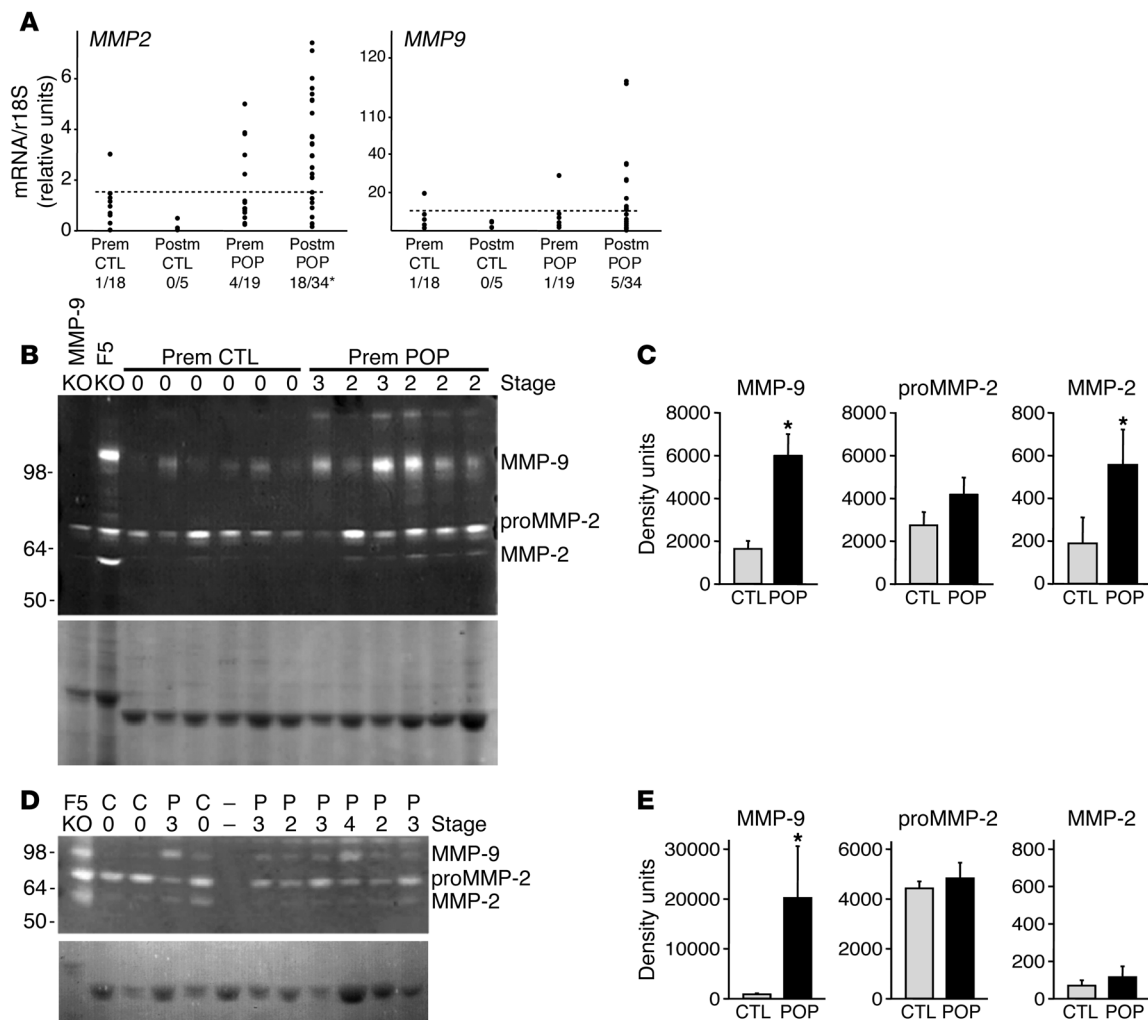 A
MMP2
MMP9
mRNA/r18S
(relative units)
6
4
2
0
120
110
40
20
Prem Postm Prem Postm
CTL CTL POP POP
1/18 0/5 4/19 18/34*
Prem Postm Prem Postm
CTL CTL POP POP
1/18 0/5 1/19 5/34
B
MMP-9
F5
Prem CTL Prem POP
KO KO 0 0 0 0 0 0 3 2 3 2 2 2 Stage
98-
64-
50-
MMP-9
proMMP-2
MMP-2
C
MMP-9 proMMP-2 MMP-2
Density units
8000
6000
4000
2000
0
*
CTL POP
8000
6000
4000
2000
0
CTL POP
800
600
400
200
0
*
CTL POP
D
F5 C C P C – P P P P P P
KO 0 0 3 0 – 3 2 3 4 2 3 Stage
98-
64-
50-
MMP-9
proMMP-2
MMP-2
E
MMP-9 proMMP-2 MMP-2
Density units
30000
20000
10000
0
*
CTL POP
6000
4000
2000
0
CTL POP
800
600
400
200
0
CTL POP